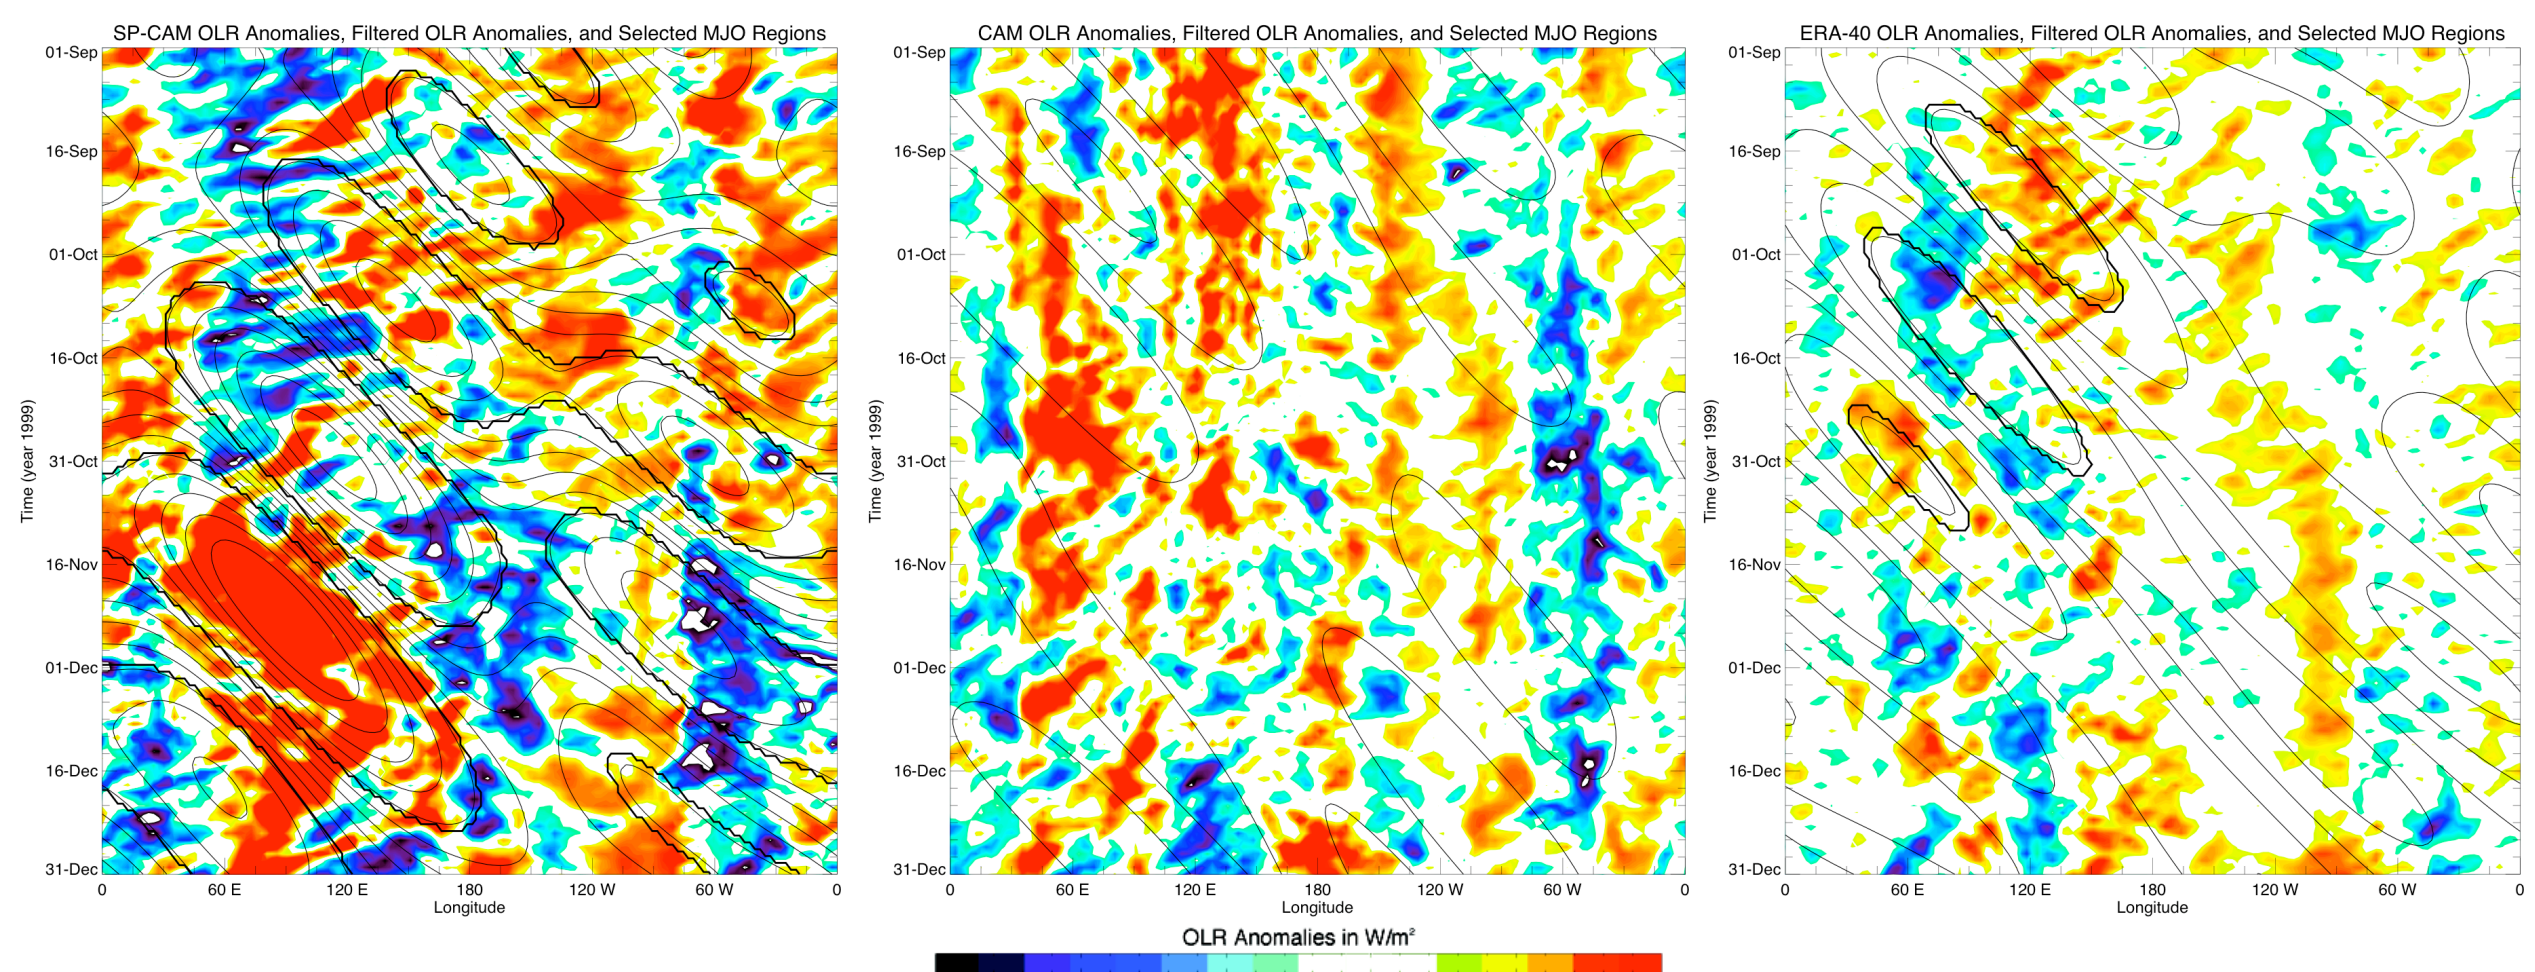 SP-CAM OLR Anomalies, Filtered OLR Anomalies, and Selected MJO Regions
01-Sep
16-Sep
01-Oct
16-Oct
31-Oct
16-Nov
01-Dec
16-Dec
31-Dec
Time (year 1999)
0 60 E 120 E 180 120 W 60 W 0
Longitude
CAM OLR Anomalies, Filtered OLR Anomalies, and Selected MJO Regions
01-Sep
16-Sep
01-Oct
16-Oct
31-Oct
16-Nov
01-Dec
16-Dec
31-Dec
Time (year 1999)
0 60 E 120 E 180 120 W 60 W 0
Longitude
ERA-40 OLR Anomalies, Filtered OLR Anomalies, and Selected MJO Regions
01-Sep
16-Sep
01-Oct
16-Oct
31-Oct
16-Nov
01-Dec
16-Dec
31-Dec
Time (year 1999)
0 60 E 120 E 180 120 W 60 W 0
Longitude
OLR Anomalies in W/m²